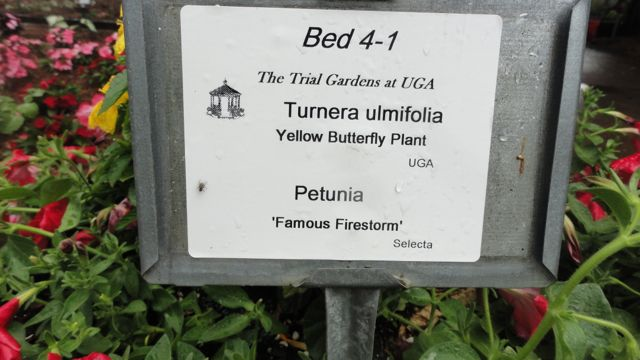 Bed 4-1
The Trial Gardens at UGA
Turnera ulmifolia
Yellow Butterfly Plant
UGA
Petunia
'Famous Firestorm'
Selecta